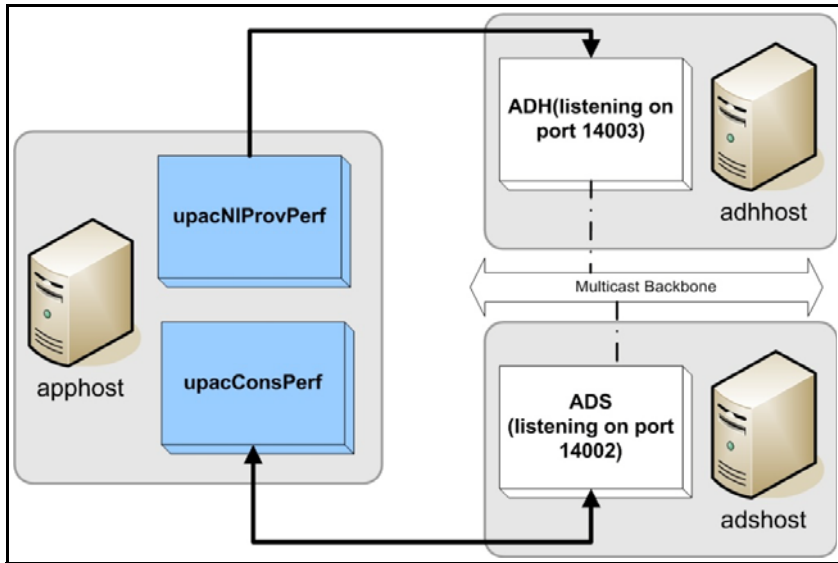 ADH(listening on
port 14003)
adhhost
upacNIProvPerf
Multicast Backbone
apphost
upacConsPerf
ADS
(listening on port
14002)
adshost